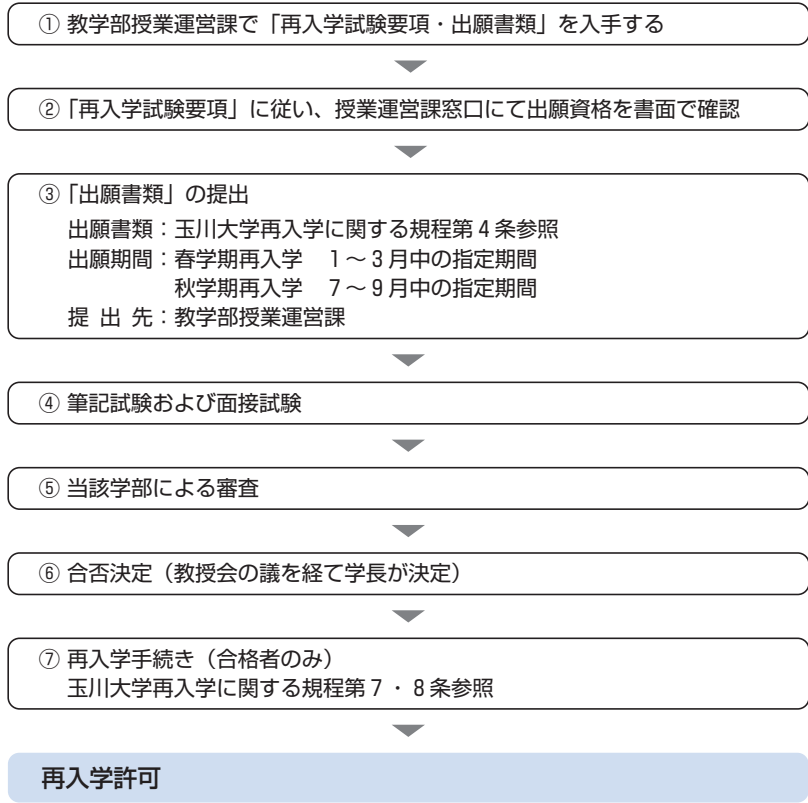 ① 教学部授業運営課で「再入学試験要項・出願書類」を入手する
②「再入学試験要項」に従い、授業運営課窓口にて出願資格を書面で確認
③「出願書類」の提出
出願書類：玉川大学再入学に関する規程第4条参照
出願期間：春学期再入学　1～3月中の指定期間
秋学期再入学　7～9月中の指定期間
提 出 先：教学部授業運営課
④ 筆記試験および面接試験
⑤ 当該学部による審査
⑥ 合否決定（教授会の議を経て学長が決定）
⑦ 再入学手続き（合格者のみ）
玉川大学再入学に関する規程第7・8条参照
再入学許可